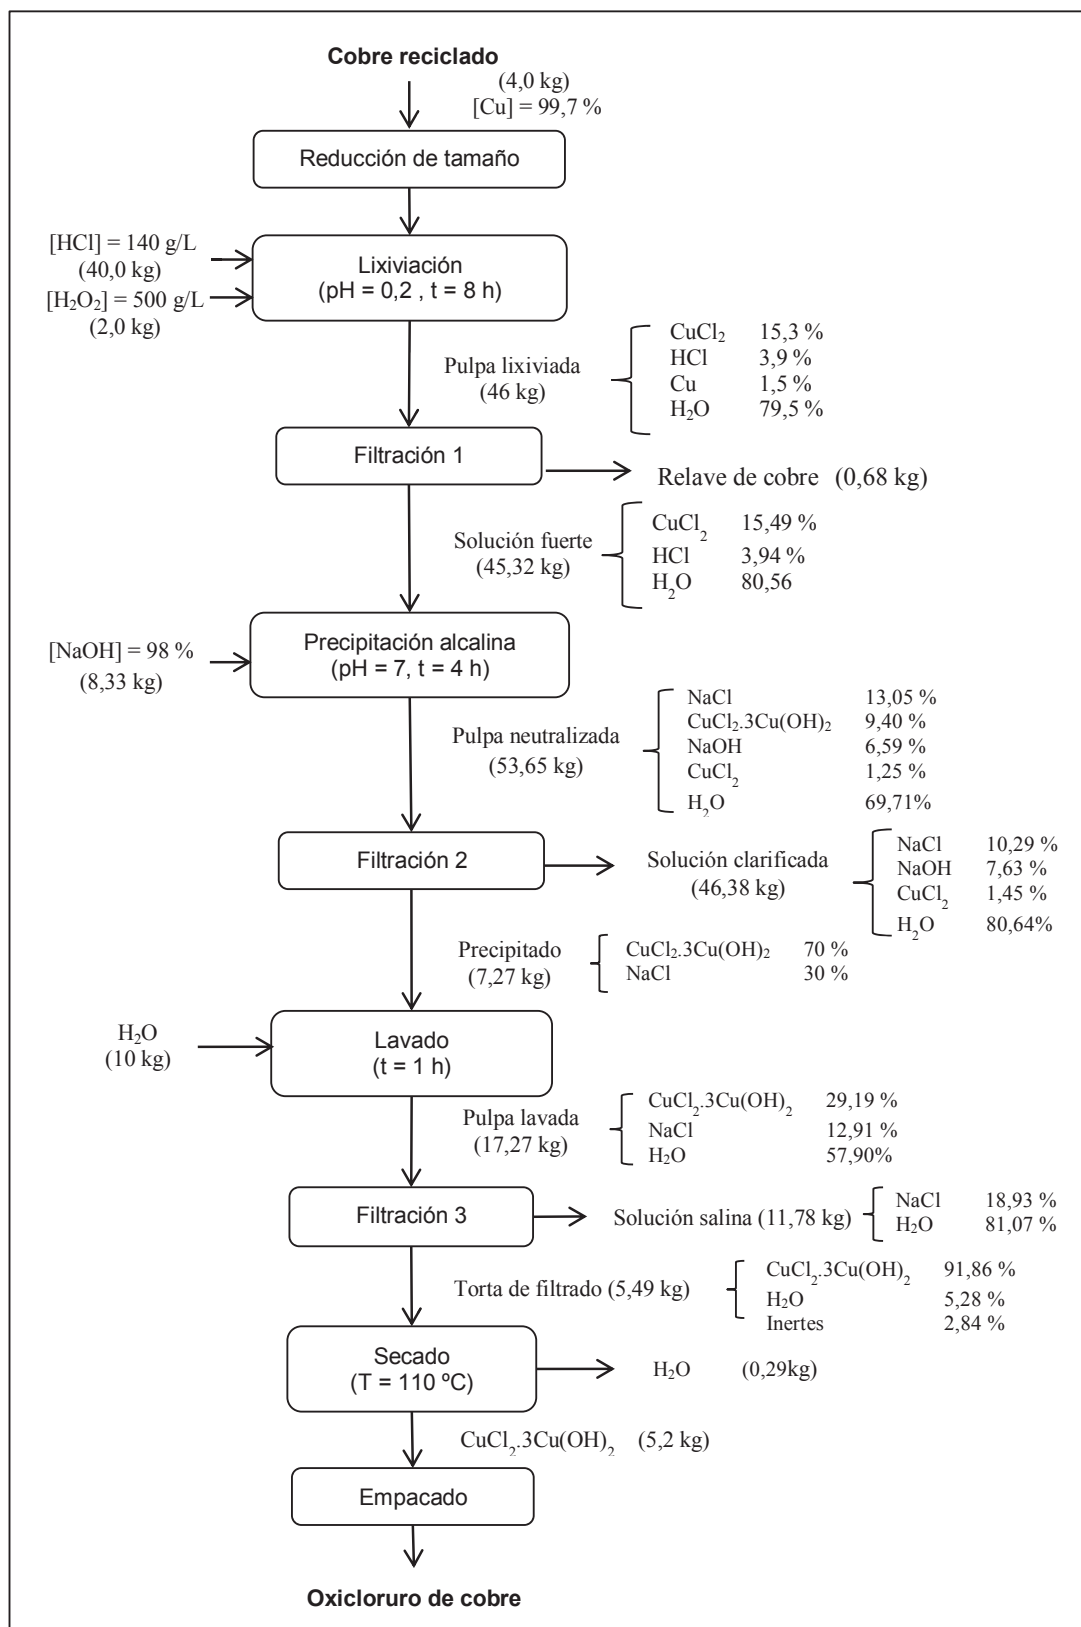 Cobre reciclado
(4,0 kg)
[Cu] = 99,7 %
Reducción de tamaño
[HCl] = 140 g/L
(40,0 kg)
[H₂O₂] = 500 g/L
(2,0 kg)
Lixiviación
(pH = 0,2 , t = 8 h)
Pulpa lixiviada
(46 kg)
CuCl₂ 15,3 %
HCl 3,9 %
Cu 1,5 %
H₂O 79,5 %
Filtración 1
Relave de cobre (0,68 kg)
Solución fuerte
(45,32 kg)
CuCl₂ 15,49 %
HCl 3,94 %
H₂O 80,56
[NaOH] = 98 %
(8,33 kg)
Precipitación alcalina
(pH = 7, t = 4 h)
Pulpa neutralizada
(53,65 kg)
NaCl 13,05 %
CuCl₂.3Cu(OH)₂ 9,40 %
NaOH 6,59 %
CuCl₂ 1,25 %
H₂O 69,71%
Filtración 2
Solución clarificada
(46,38 kg)
NaCl 10,29 %
NaOH 7,63 %
CuCl₂ 1,45 %
H₂O 80,64%
Precipitado
(7,27 kg)
CuCl₂.3Cu(OH)₂ 70 %
NaCl 30 %
H₂O
(10 kg)
Lavado
(t = 1 h)
Pulpa lavada
(17,27 kg)
CuCl₂.3Cu(OH)₂ 29,19 %
NaCl 12,91 %
H₂O 57,90%
Filtración 3
Solución salina (11,78 kg)
NaCl 18,93 %
H₂O 81,07 %
Torta de filtrado (5,49 kg)
CuCl₂.3Cu(OH)₂ 91,86 %
H₂O 5,28 %
Inertes 2,84 %
Secado
(T = 110 ºC)
H₂O (0,29kg)
CuCl₂.3Cu(OH)₂ (5,2 kg)
Empacado
Oxicloruro de cobre